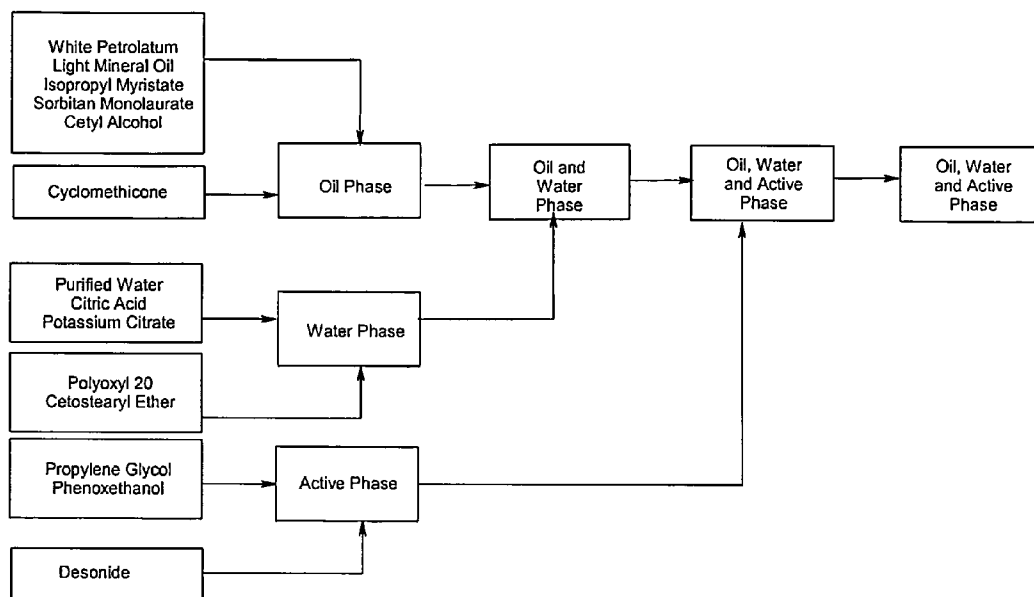 White Petrolatum
Light Mineral Oil
Isopropyl Myristate
Sorbitan Monolaurate
Cetyl Alcohol
Cyclomethicone
Oil Phase
Oil and
Water
Phase
Oil, Water
and Active
Phase
Oil, Water
and Active
Phase
Purified Water
Citric Acid
Potassium Citrate
Water Phase
Polyoxyl 20
Cetostearyl Ether
Propylene Glycol
Phenoxethanol
Active Phase
Desonide